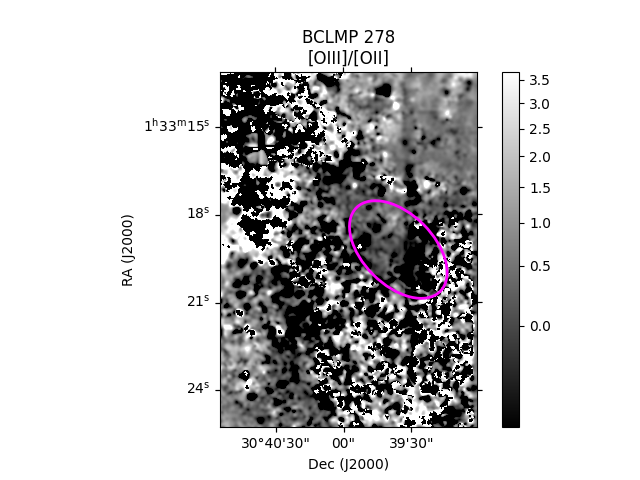 BCLMP 278
[OIII]/[OII]
1h33m15s
18s
21s
24s
RA (J2000)
30°40'30" 00" 39'30"
Dec (J2000)
3.5
3.0
2.5
2.0
1.5
1.0
0.5
0.0